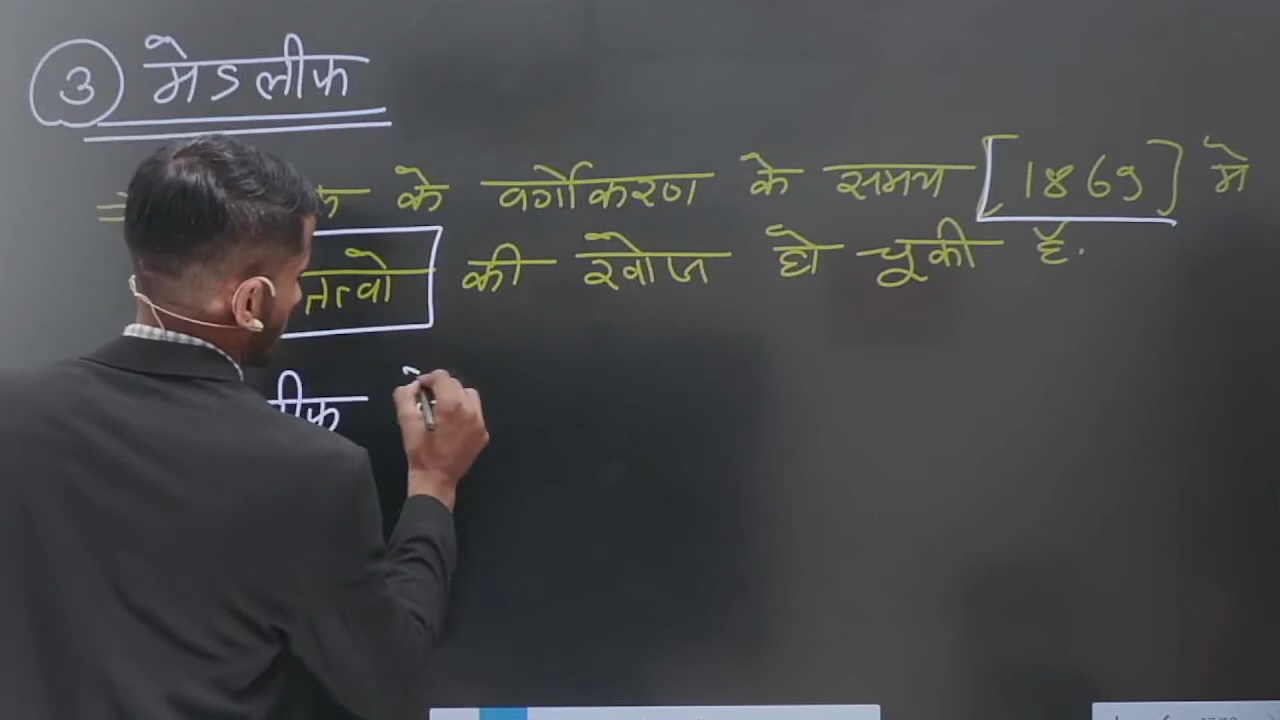 ③ मेडलीफ
⇒ के वर्गीकरण के समय [1869] मे
तत्वो की खोज हो चूकी है.
लीफ